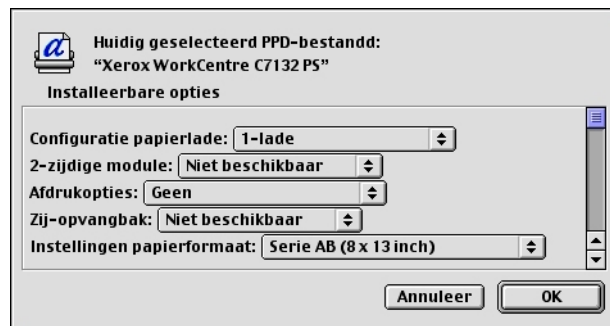 Huidig geselecteerd PPD-bestandd:
“Xerox WorkCentre C7132 PS”
Installeerbare opties
Configuratie papierlade: 1-lade
2-zijdige module: Niet beschikbaar
Afdrukopties: Geen
Zij-opvangbak: Niet beschikbaar
Instellingen papierformaat: Serie AB (8 x 13 inch)
Annuleer OK